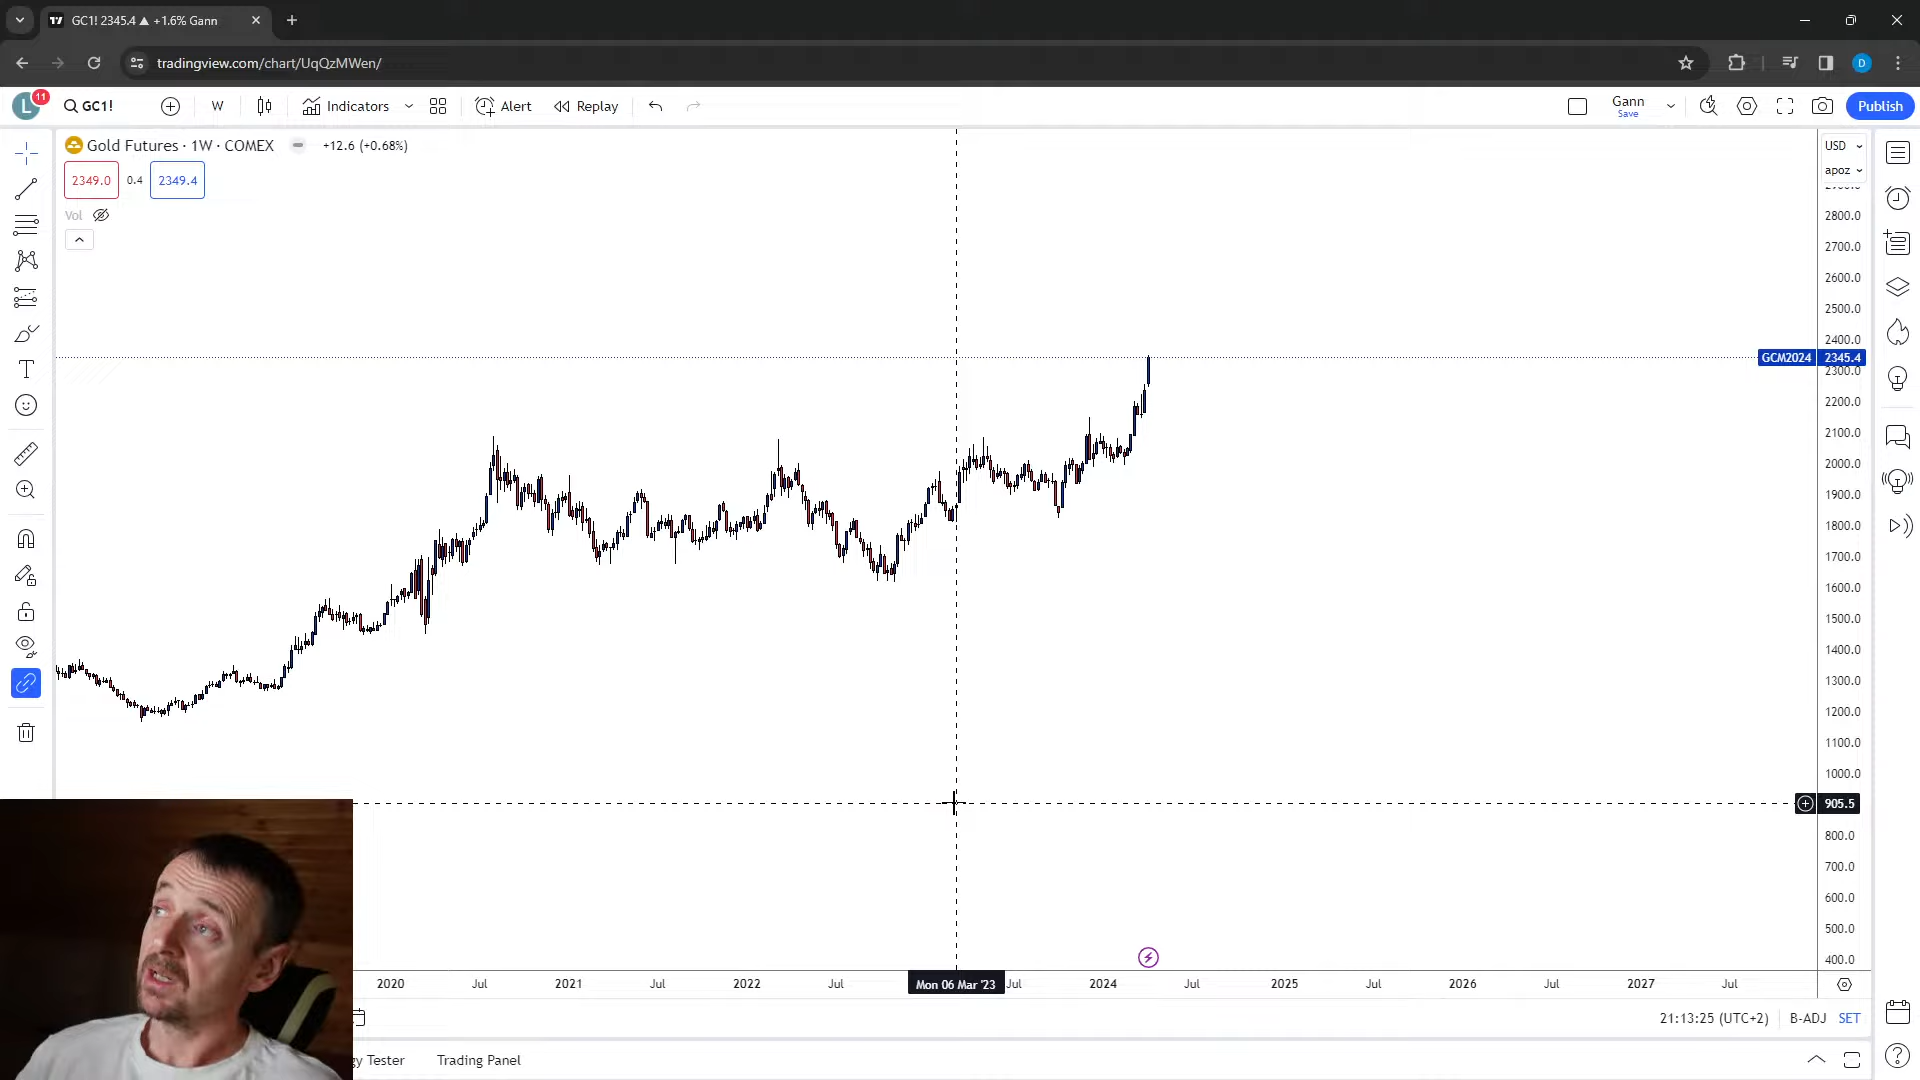 GC1! 2345.4 ▲ +1.6% Gann
tradingview.com/chart/UqQzMWen/
D
L
11
GC1!
W
Indicators
Alert
Replay
Gann
Save
Publish
Gold Futures · 1W · COMEX
+12.6 (+0.68%)
2349.0
0.4
2349.4
Vol
USD
apoz
2800.0
2700.0
2600.0
2500.0
2400.0
GCM2024
2345.4
2300.0
2200.0
2100.0
2000.0
1900.0
1800.0
1700.0
1600.0
1500.0
1400.0
1300.0
1200.0
1100.0
1000.0
905.5
800.0
700.0
600.0
500.0
400.0
2020
Jul
2021
Jul
2022
Jul
Mon 06 Mar '23
Jul
2024
Jul
2025
Jul
2026
Jul
2027
Jul
21:13:25 (UTC+2)
B-ADJ
SET
gy Tester
Trading Panel